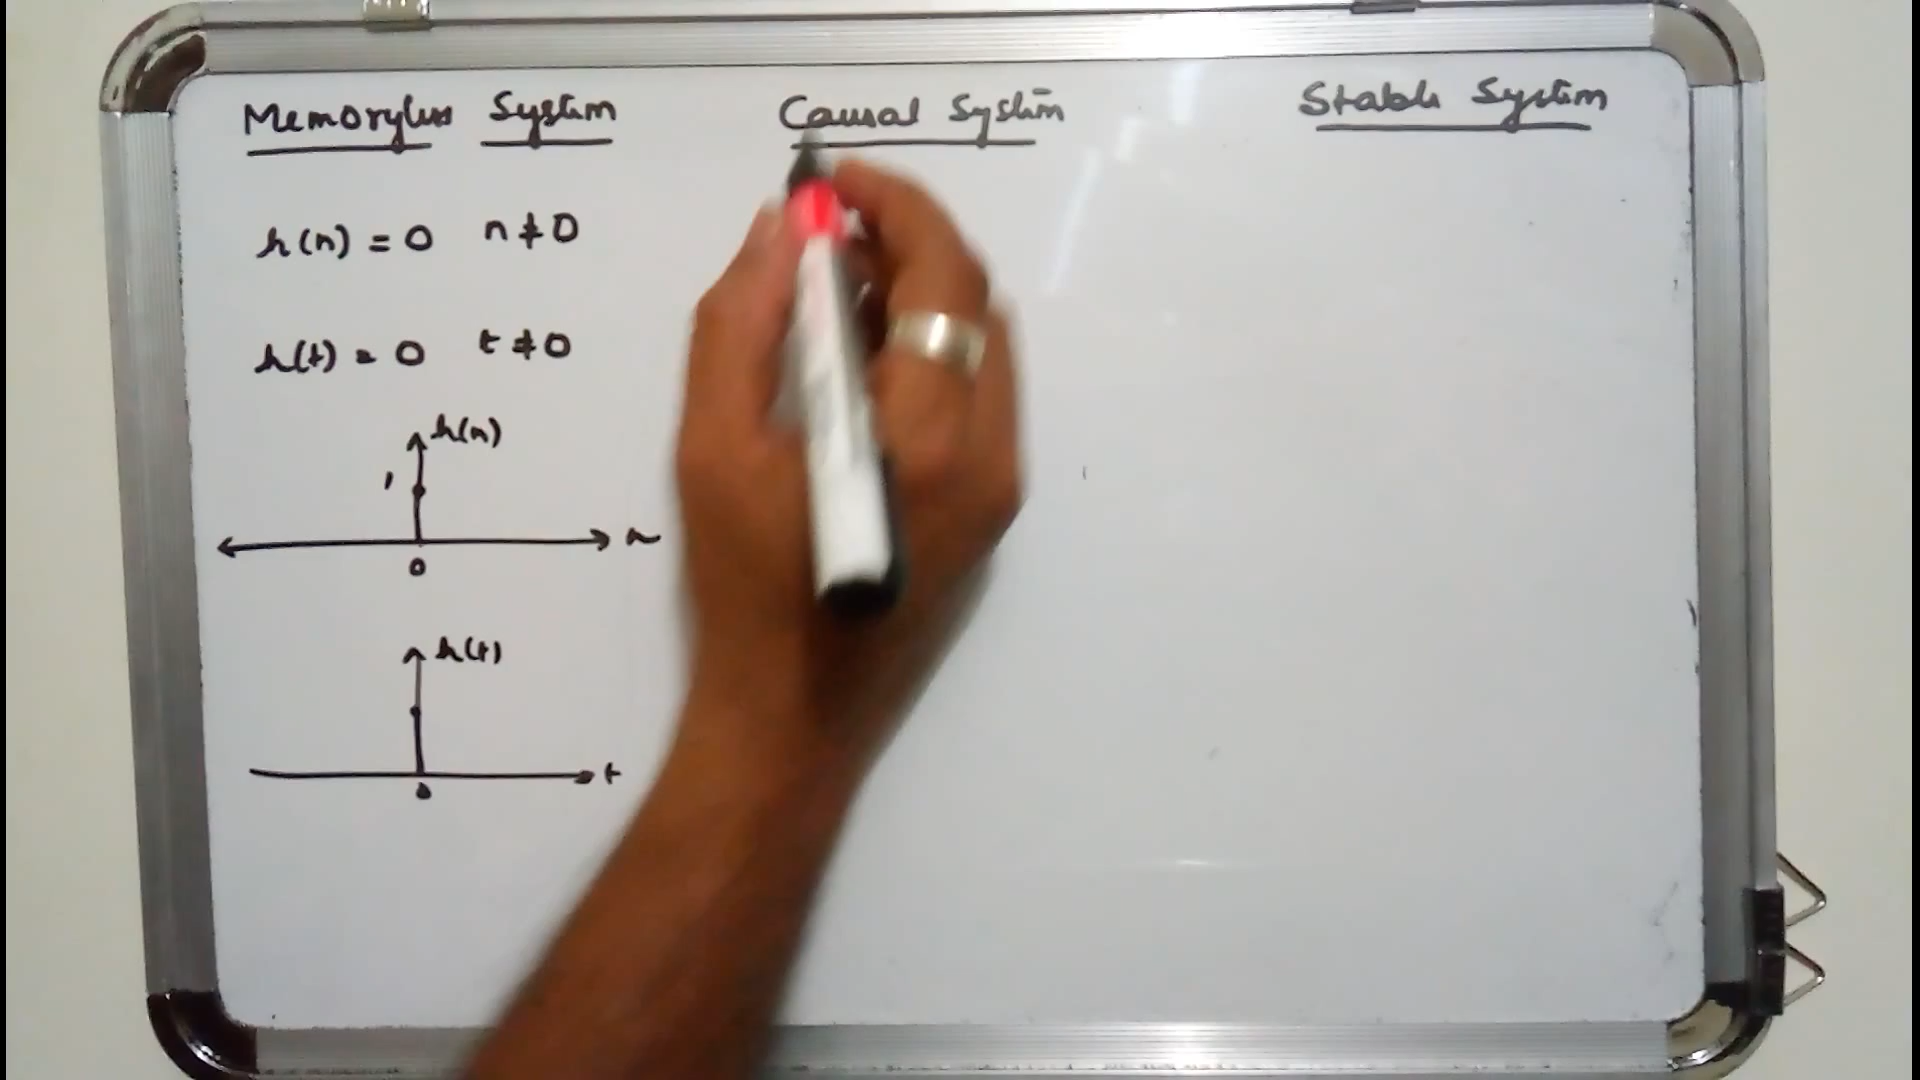 Memoryless System
Causal System
Stable System
h(n) = 0 n ≠ 0
h(t) = 0 t ≠ 0
h(n)
1
n
0
h(t)
t
0